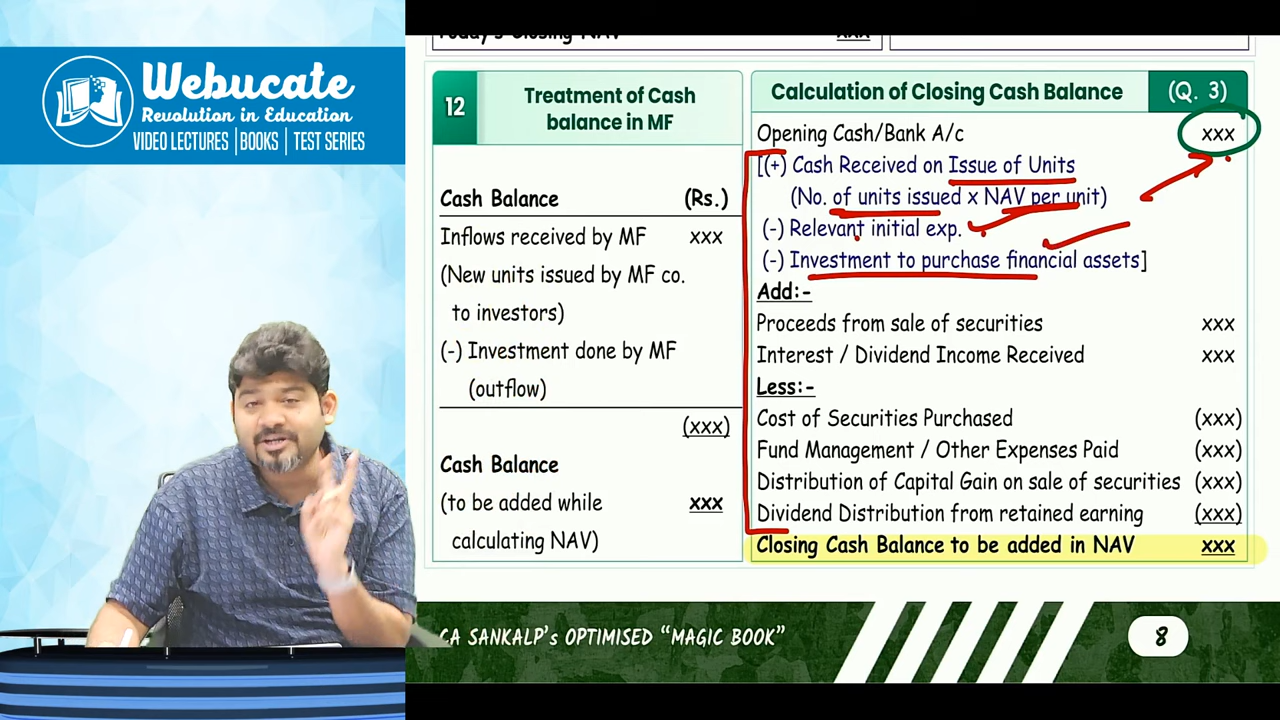 Webucate
Revolution in Education
VIDEO LECTURES |BOOKS | TEST SERIES
Today's Closing NAV xxx
12 Treatment of Cash
balance in MF
Cash Balance (Rs.)
Inflows received by MF xxx
(New units issued by MF co.
to investors)
(-) Investment done by MF
(outflow)
(xxx)
Cash Balance
(to be added while xxx
calculating NAV)
Calculation of Closing Cash Balance (Q. 3)
Opening Cash/Bank A/c xxx
[(+) Cash Received on Issue of Units
(No. of units issued x NAV per unit)
(-) Relevant initial exp.
(-) Investment to purchase financial assets]
Add:-
Proceeds from sale of securities xxx
Interest / Dividend Income Received xxx
Less:-
Cost of Securities Purchased (xxx)
Fund Management / Other Expenses Paid (xxx)
Distribution of Capital Gain on sale of securities (xxx)
Dividend Distribution from retained earning (xxx)
Closing Cash Balance to be added in NAV xxx
CA SANKALP's OPTIMISED "MAGIC BOOK" 8